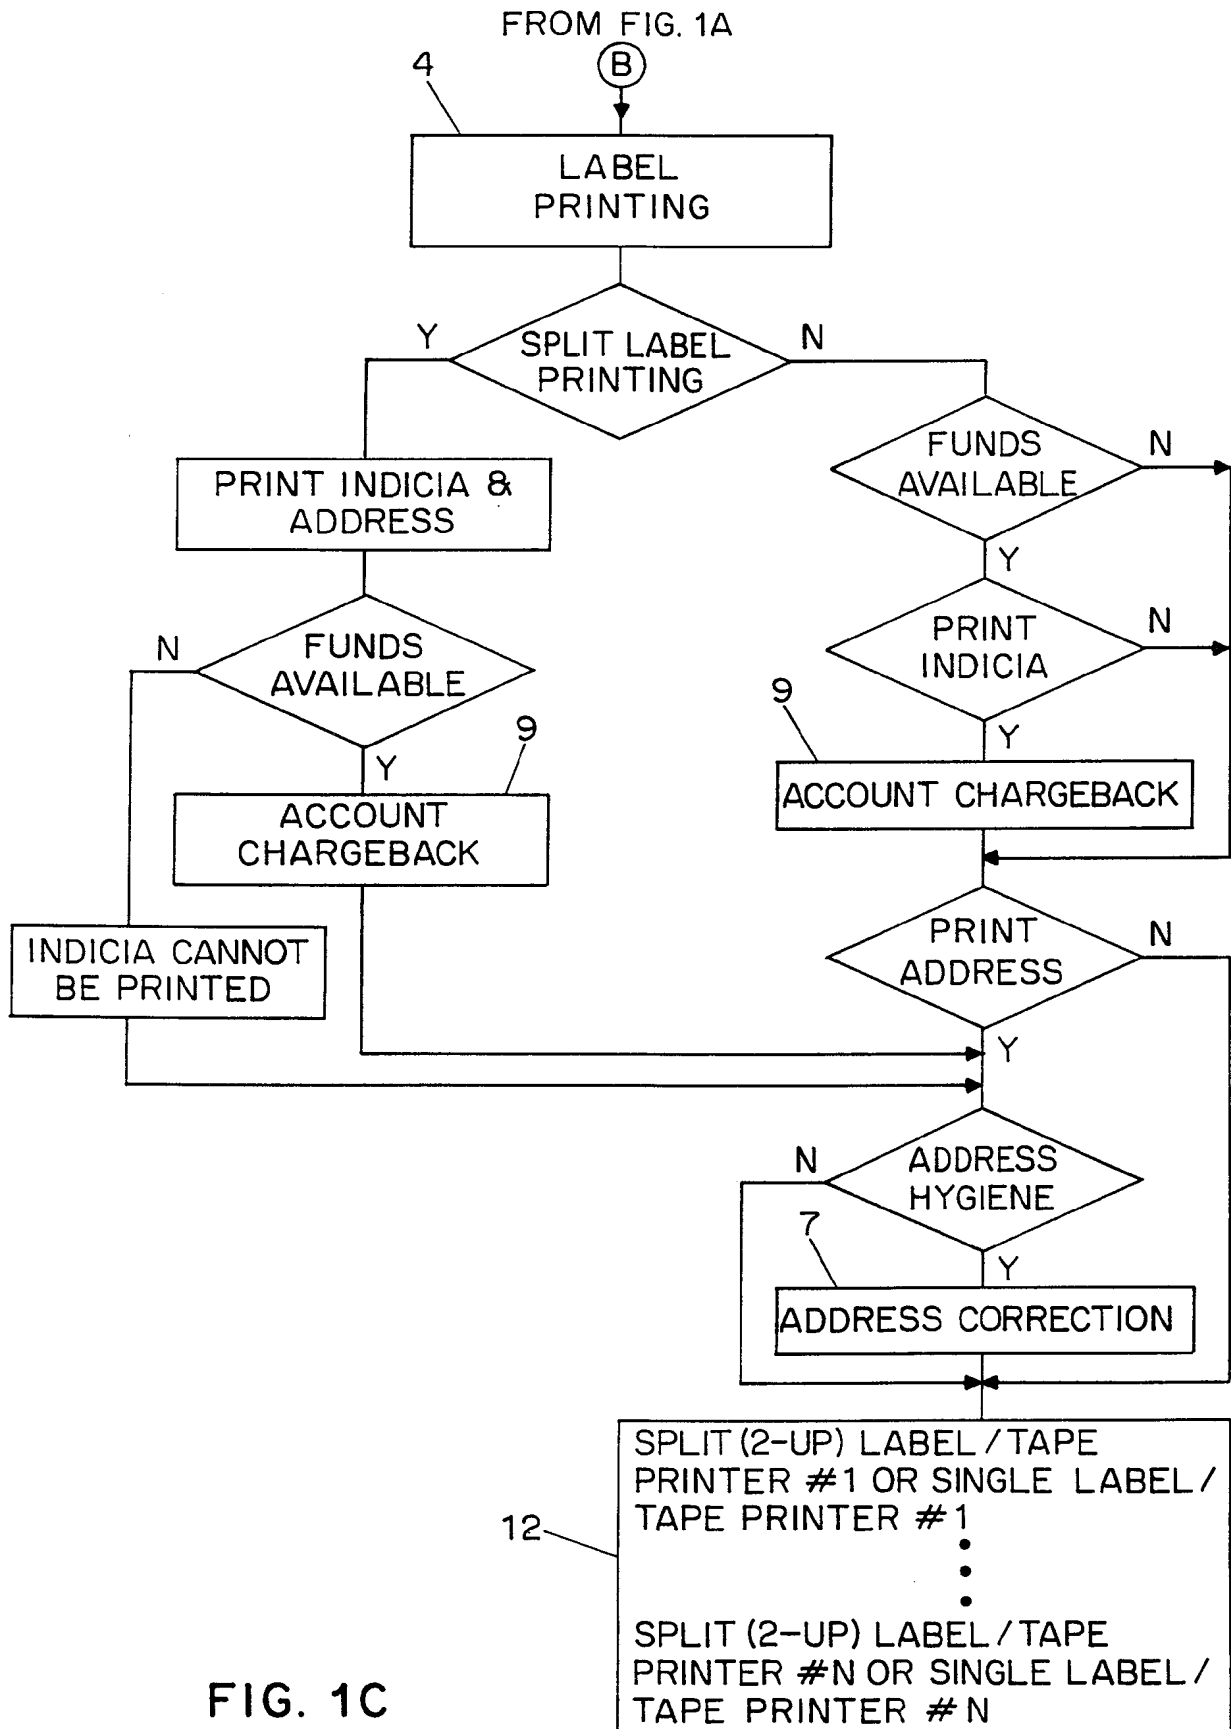 FROM FIG. 1A
B
4
LABEL
PRINTING
Y
SPLIT LABEL
PRINTING
N
PRINT INDICIA &
ADDRESS
FUNDS
AVAILABLE
N
Y
N
FUNDS
AVAILABLE
Y
PRINT
INDICIA
N
Y
9
ACCOUNT
CHARGEBACK
9
ACCOUNT CHARGEBACK
INDICIA CANNOT
BE PRINTED
PRINT
ADDRESS
N
Y
N
ADDRESS
HYGIENE
Y
7
ADDRESS CORRECTION
12
SPLIT (2-UP) LABEL / TAPE
PRINTER #1 OR SINGLE LABEL /
TAPE PRINTER #1
SPLIT (2-UP) LABEL / TAPE
PRINTER #N OR SINGLE LABEL /
TAPE PRINTER #N
FIG. 1C